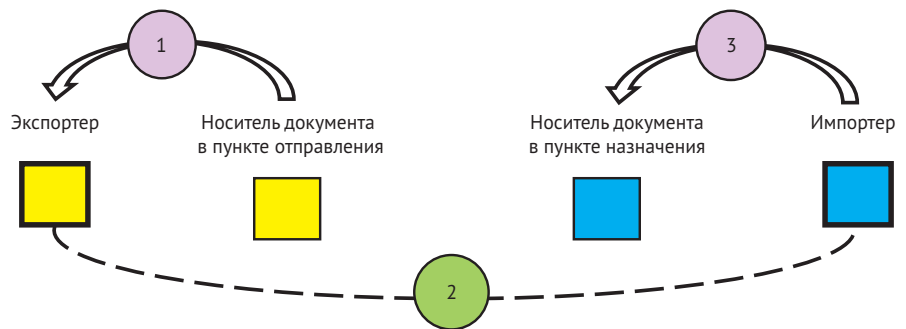 1
3
Экспортер
Носитель документа
в пункте отправления
Носитель документа
в пункте назначения
Импортер
2